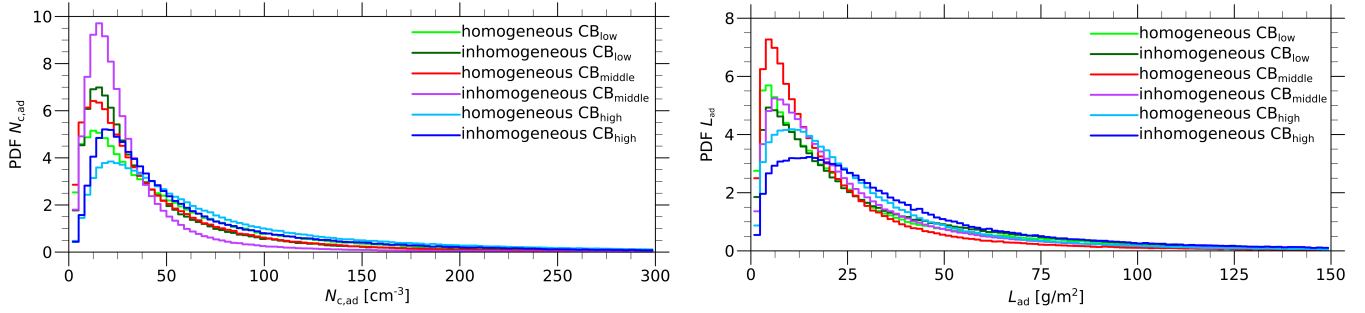 PDF N_c,ad
10
8
6
4
2
0
homogeneous CB_low
inhomogeneous CB_low
homogeneous CB_middle
inhomogeneous CB_middle
homogeneous CB_high
inhomogeneous CB_high
0 50 100 150 200 250 300
N_c,ad [cm⁻³]
PDF L_ad
8
6
4
2
0
homogeneous CB_low
inhomogeneous CB_low
homogeneous CB_middle
inhomogeneous CB_middle
homogeneous CB_high
inhomogeneous CB_high
0 25 50 75 100 125 150
L_ad [g/m²]